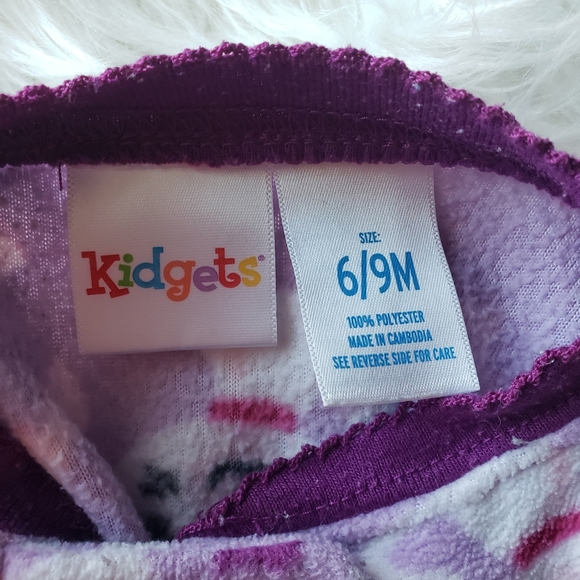 Kidgets®
SIZE:
6/9M
100% POLYESTER
MADE IN CAMBODIA
SEE REVERSE SIDE FOR CARE